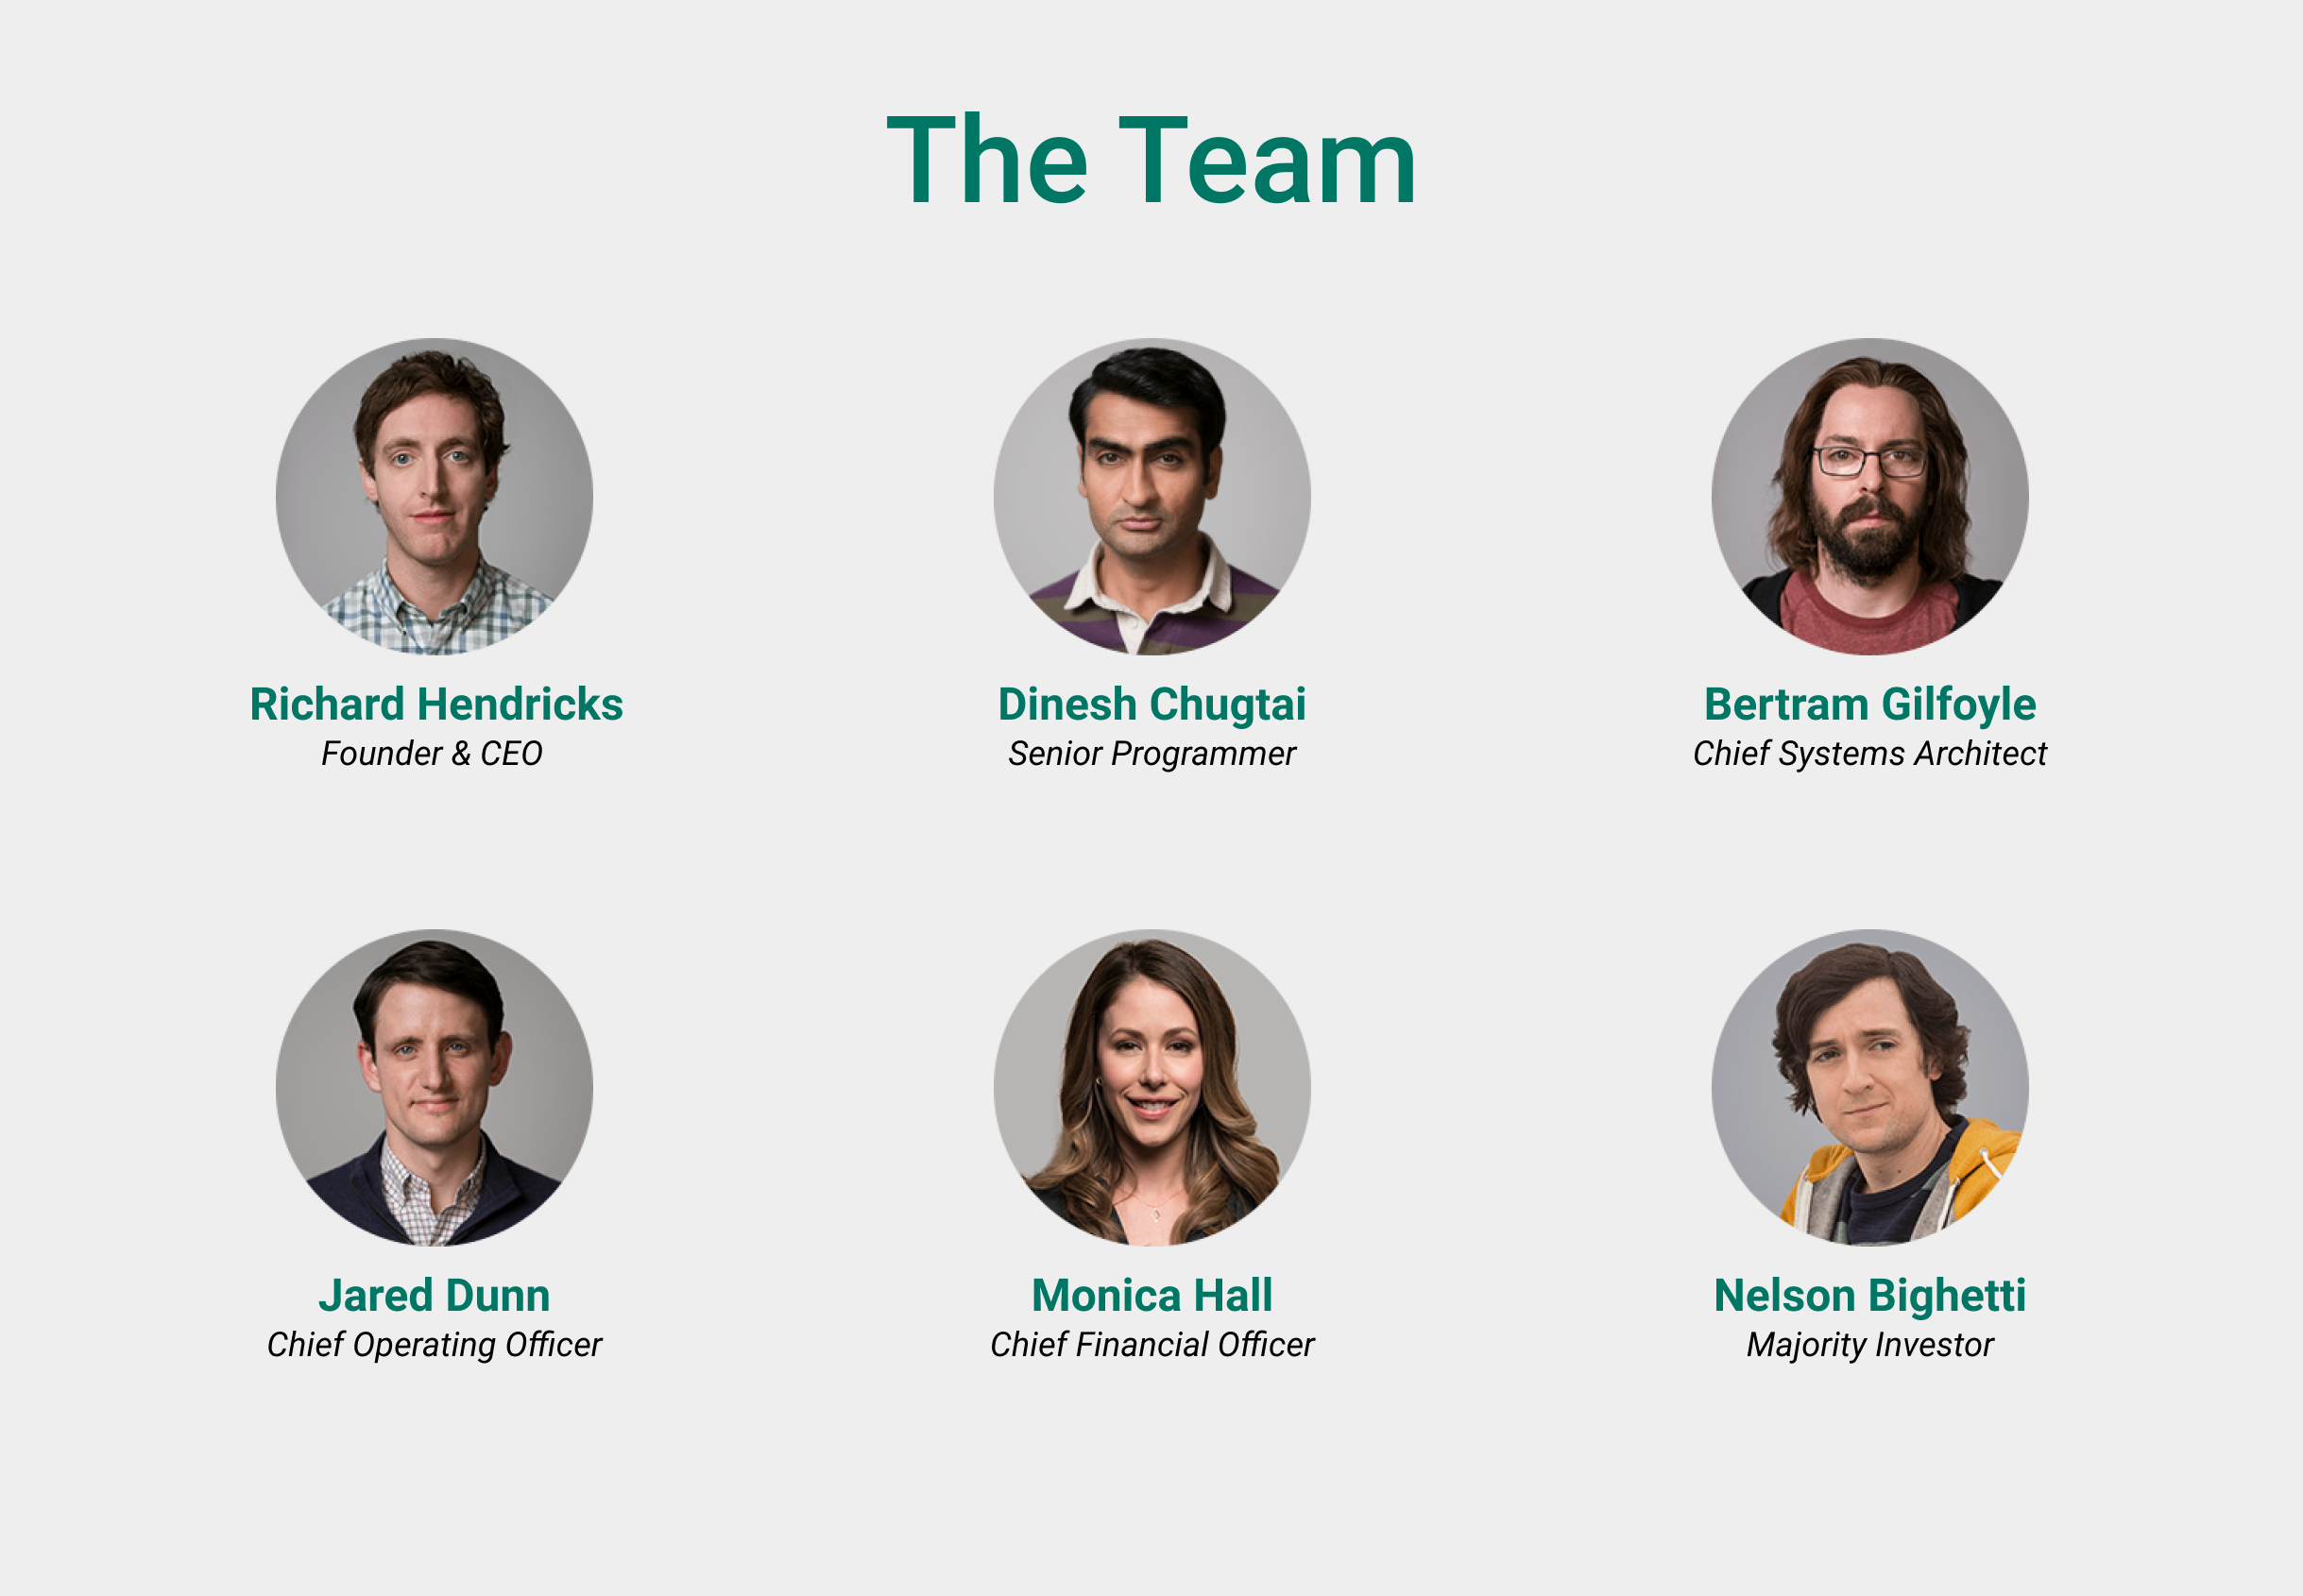 The Team
Richard Hendricks
Founder & CEO
Dinesh Chugtai
Senior Programmer
Bertram Gilfoyle
Chief Systems Architect
Jared Dunn
Chief Operating Officer
Monica Hall
Chief Financial Officer
Nelson Bighetti
Majority Investor